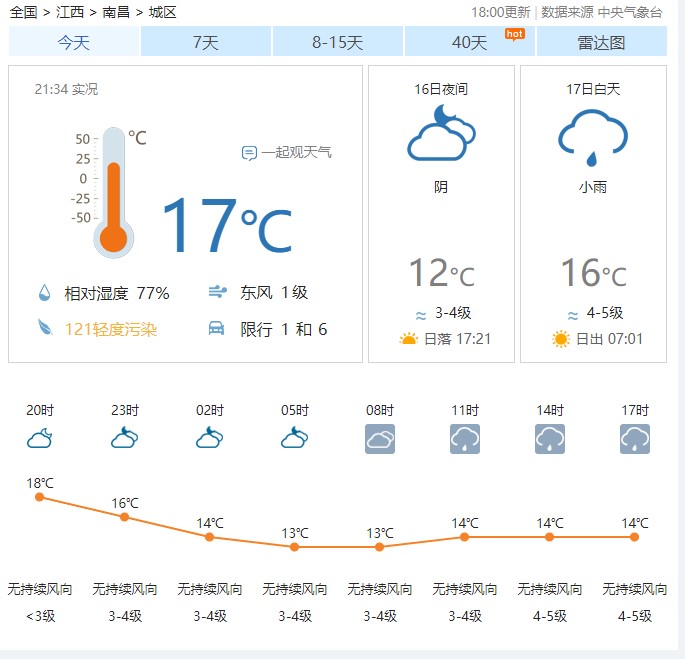 全国 > 江西 > 南昌 > 城区
18:00更新 | 数据来源 中央气象台
今天 7天 8-15天 40天 hot 雷达图
21:34 实况
℃
50
25
0
-25
-50
一起观天气
17℃
相对湿度 77% 东风 1级
121轻度污染 限行 1 和 6
16日夜间
阴
12℃
3-4级
日落 17:21
17日白天
小雨
16℃
4-5级
日出 07:01
20时 23时 02时 05时 08时 11时 14时 17时
18℃ 16℃ 14℃ 13℃ 13℃ 14℃ 14℃ 14℃
无持续风向 无持续风向 无持续风向 无持续风向 无持续风向 无持续风向 无持续风向 无持续风向
<3级 3-4级 3-4级 3-4级 3-4级 3-4级 4-5级 4-5级